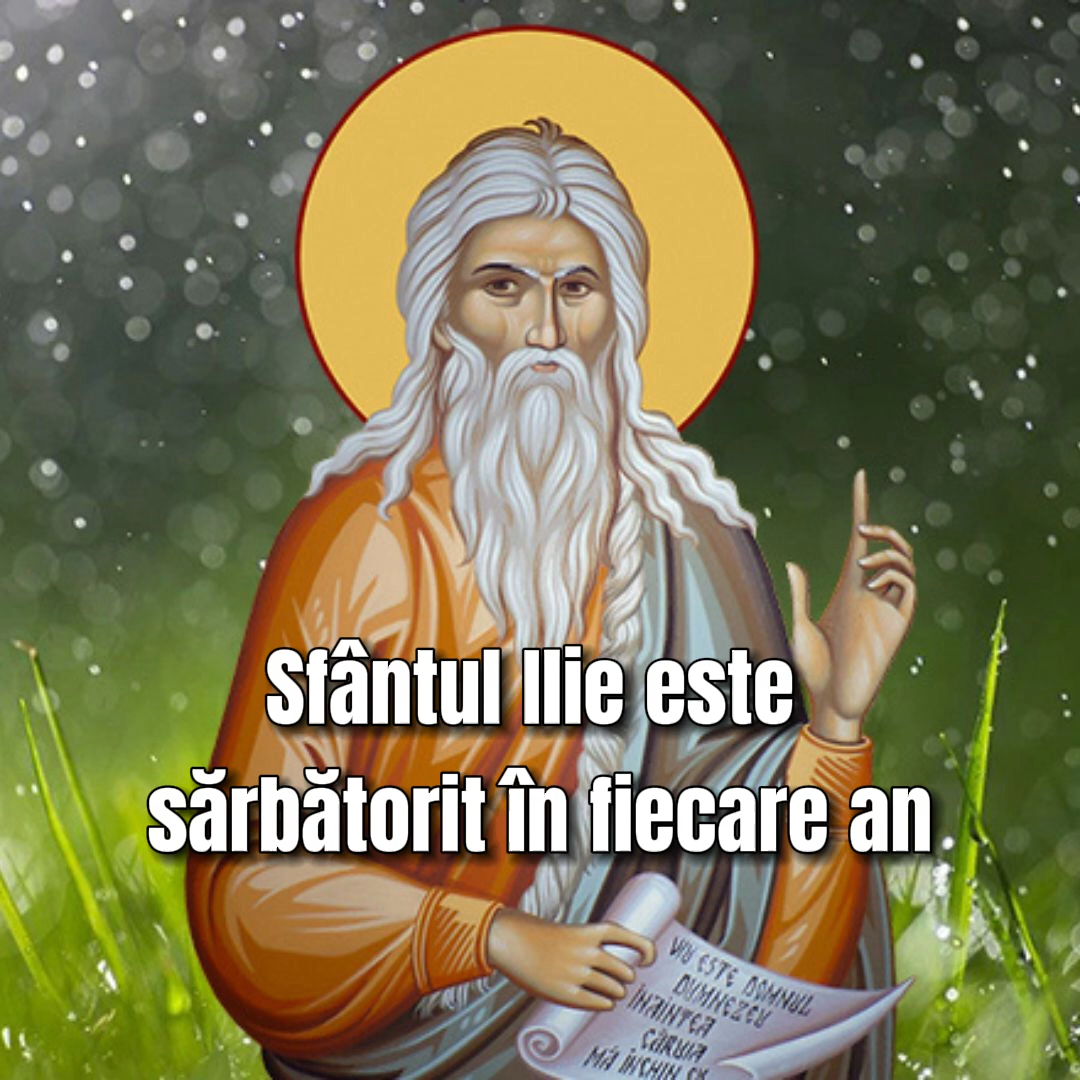 Sfântul Ilie este
sărbătorit în fiecare an
VIU ESTE DOMNUL
DUMNEZEU
ÎNAINTEA
CĂRUIA
MĂ ÎNCHIN